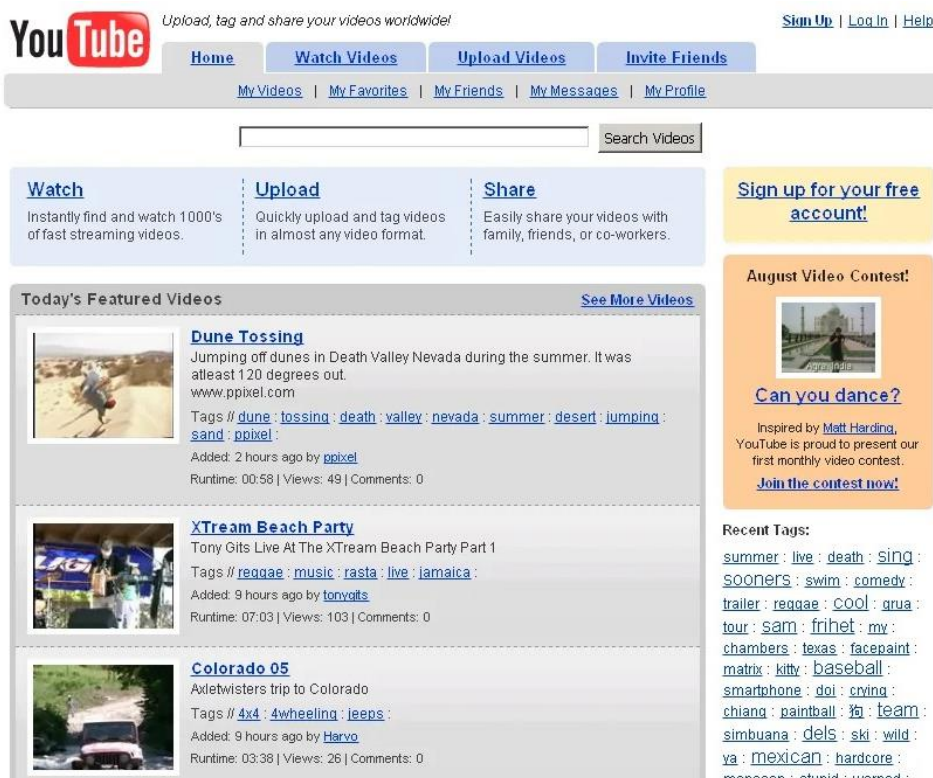 YouTube
Upload, tag and share your videos worldwide!
Sign Up | Log In | Help
Home
Watch Videos
Upload Videos
Invite Friends
My Videos | My Favorites | My Friends | My Messages | My Profile
Search Videos
Watch
Instantly find and watch 1000's
of fast streaming videos.
Upload
Quickly upload and tag videos
in almost any video format.
Share
Easily share your videos with
family, friends, or co-workers.
Sign up for your free
account!
Today's Featured Videos
See More Videos
Dune Tossing
Jumping off dunes in Death Valley Nevada during the summer. It was
atleast 120 degrees out.
www.ppixel.com
Tags // dune : tossing : death : valley : nevada : summer : desert : jumping :
sand : ppixel :
Added: 2 hours ago by ppixel
Runtime: 00:58 | Views: 49 | Comments: 0
XTream Beach Party
Tony Gits Live At The XTream Beach Party Part 1
Tags // reggae : music : rasta : live : jamaica :
Added: 9 hours ago by tonygits
Runtime: 07:03 | Views: 103 | Comments: 0
Colorado 05
Axletwisters trip to Colorado
Tags // 4x4 : 4wheeling : jeeps :
Added: 9 hours ago by Harvo
Runtime: 03:38 | Views: 26 | Comments: 0
August Video Contest!
Agra, India
Can you dance?
Inspired by Matt Harding,
YouTube is proud to present our
first monthly video contest.
Join the contest now!
Recent Tags:
summer : live : death : sing :
sooners : swim : comedy :
trailer : reggae : cool : grua :
tour : sam : frihet : my :
chambers : texas : facepaint :
matrix : kitty : baseball :
smartphone : doi : crying :
chiang : paintball : 狗 : team :
simbuana : dels : ski : wild :
ya : mexican : hardcore :